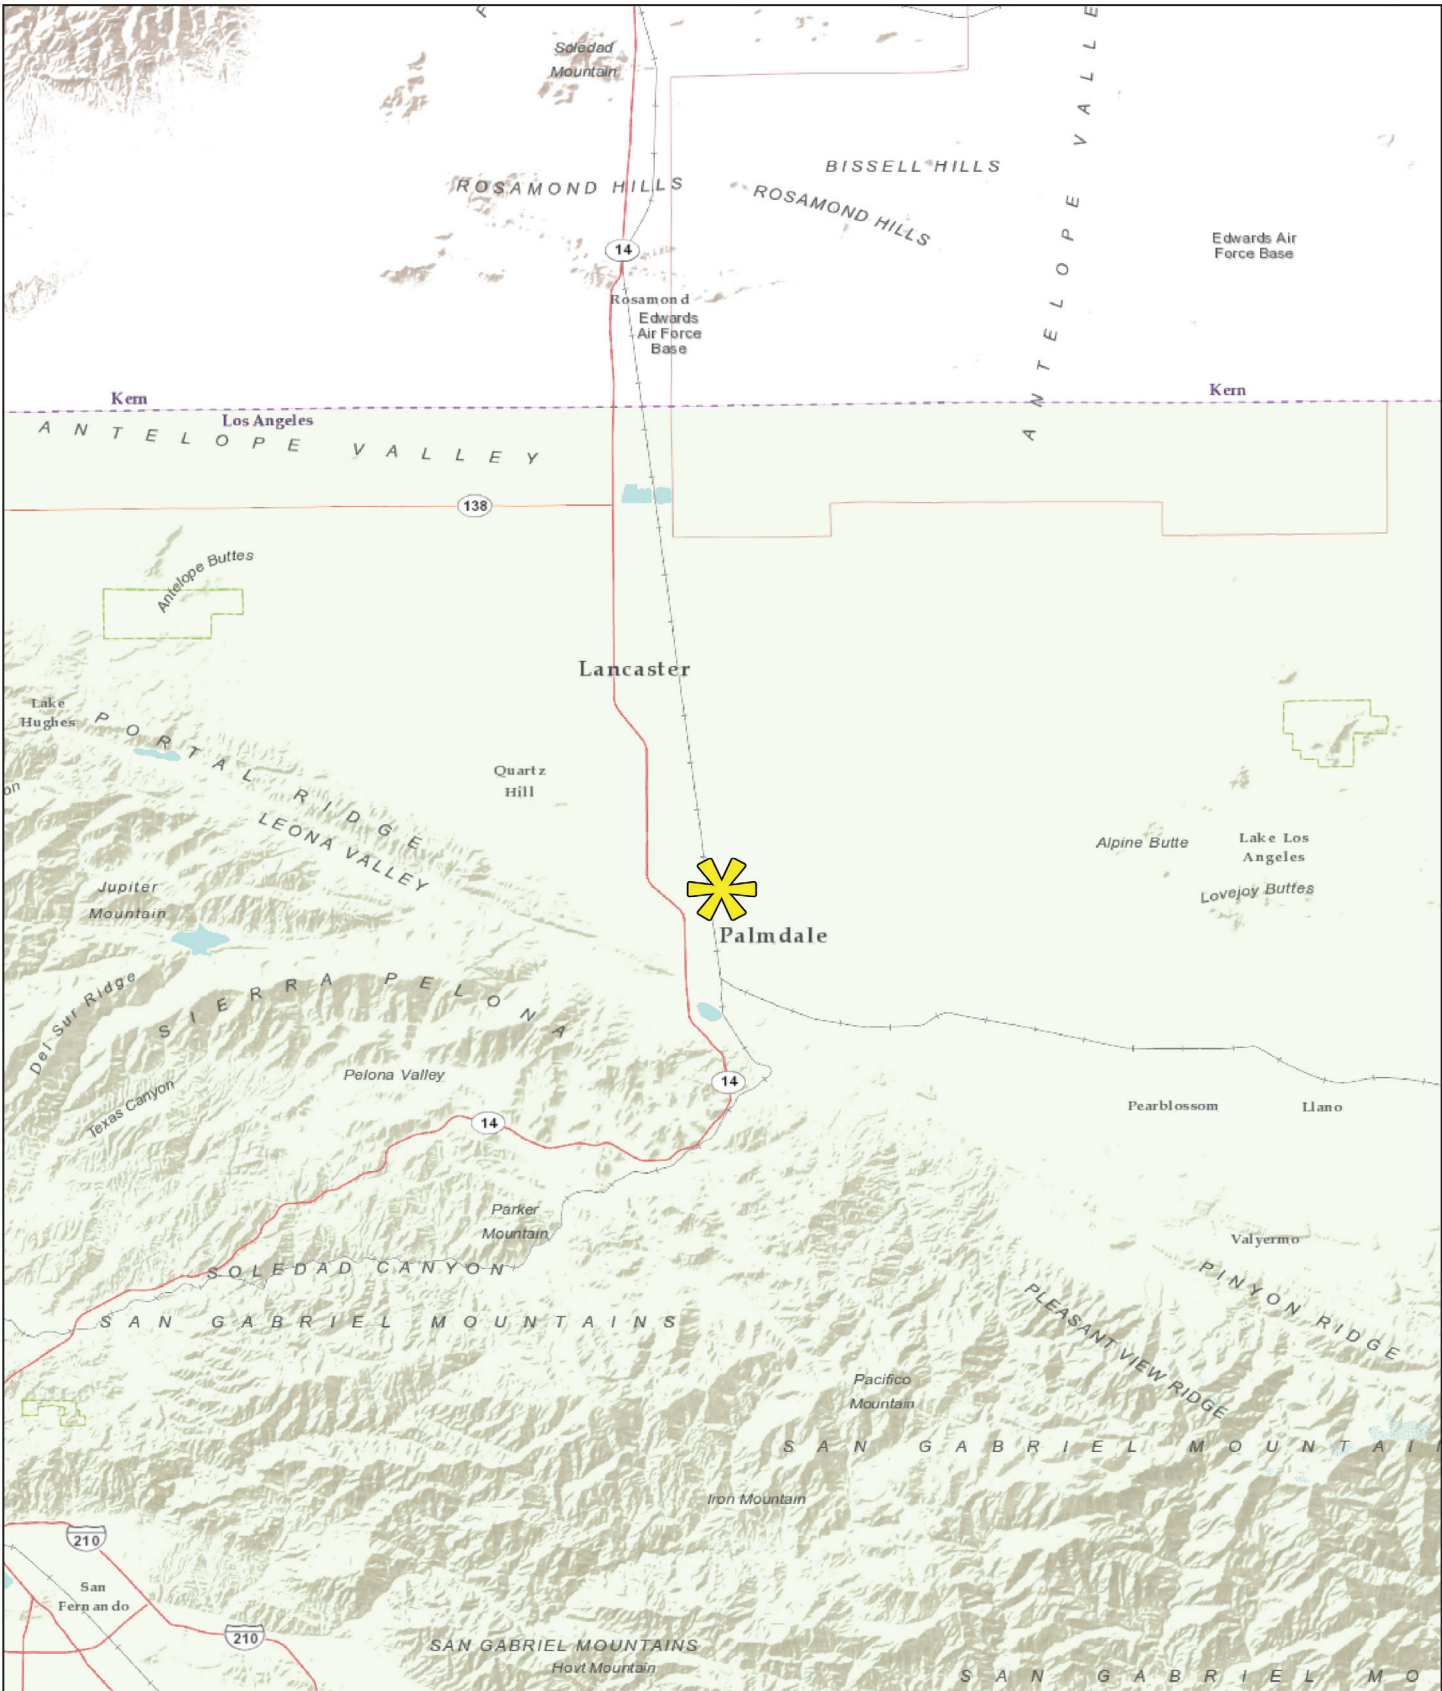 Soledad
Mountain
ANTELOPE VALLE
BISSELL HILLS
ROSAMOND HILLS
ROSAMOND HILLS
Edwards Air
Force Base
14
Rosamond
Edwards
Air Force
Base
Kern
Kern
Los Angeles
ANTELOPE VALLEY
138
Antelope Buttes
Lancaster
Lake
Hughes
PORTAL RIDGE
Quartz
Hill
on
LEONA VALLEY
Alpine Butte
Lake Los
Angeles
Jupiter
Mountain
Lovejoy Buttes
Palmdale
Del Sur Ridge
SIERRA PELONA
Pelona Valley
14
Texas Canyon
Pearblossom
Llano
14
Parker
Mountain
Valyermo
SOLEDAD CANYON
PINYON RIDGE
SAN GABRIEL MOUNTAINS
PLEASANT VIEW RIDGE
Pacifico
Mountain
SAN GABRIEL MOUNTAI
Iron Mountain
210
San
Fernando
210
SAN GABRIEL MOUNTAINS
Hoyt Mountain
SAN GABRIEL MO